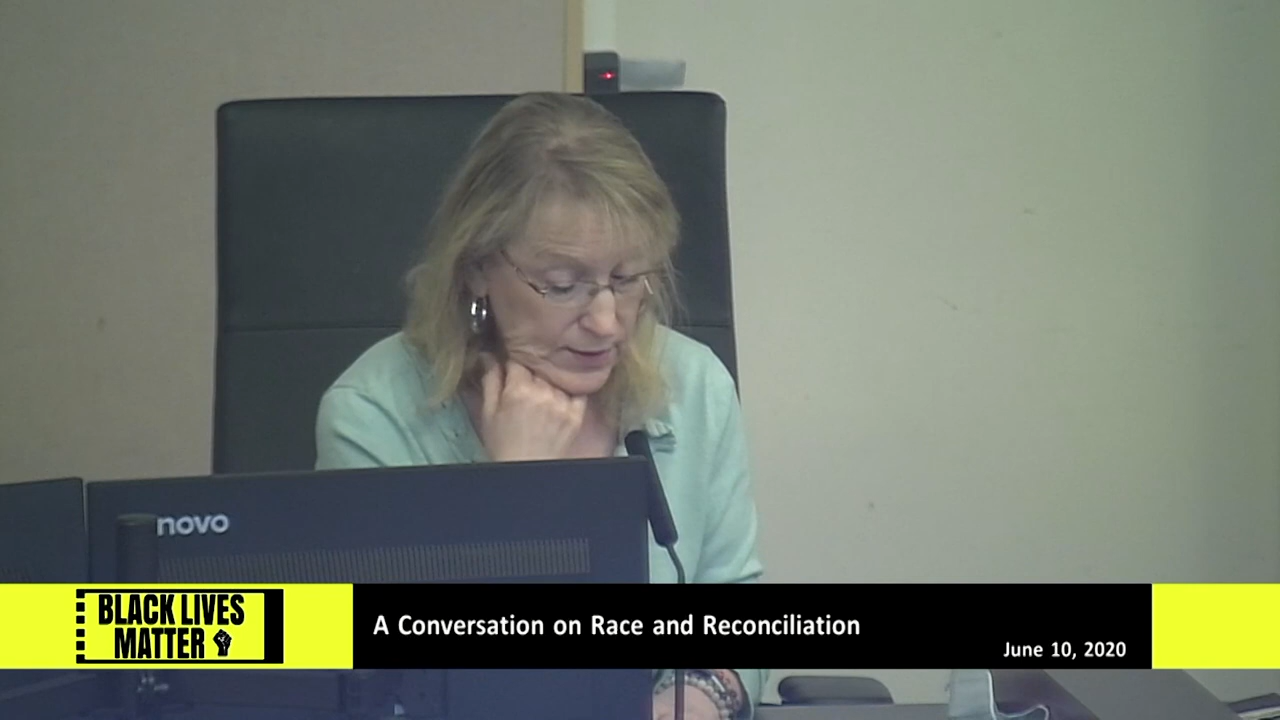 novo
BLACK LIVES
MATTER
A Conversation on Race and Reconciliation
June 10, 2020